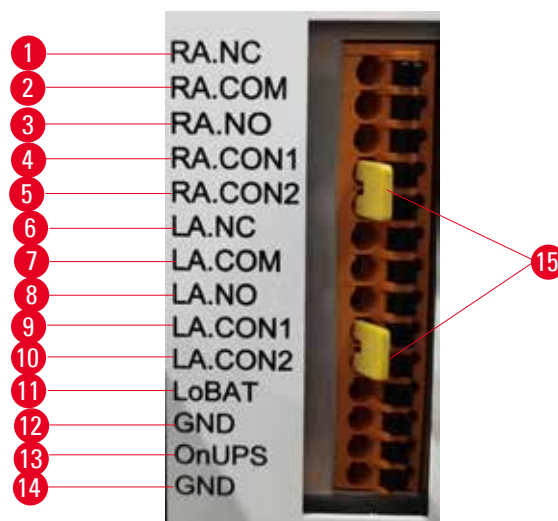 1 RA.NC
2 RA.COM
3 RA.NO
4 RA.CON1
5 RA.CON2
6 LA.NC
7 LA.COM
8 LA.NO
9 LA.CON1
10 LA.CON2
11 LoBAT
12 GND
13 OnUPS
14 GND
15